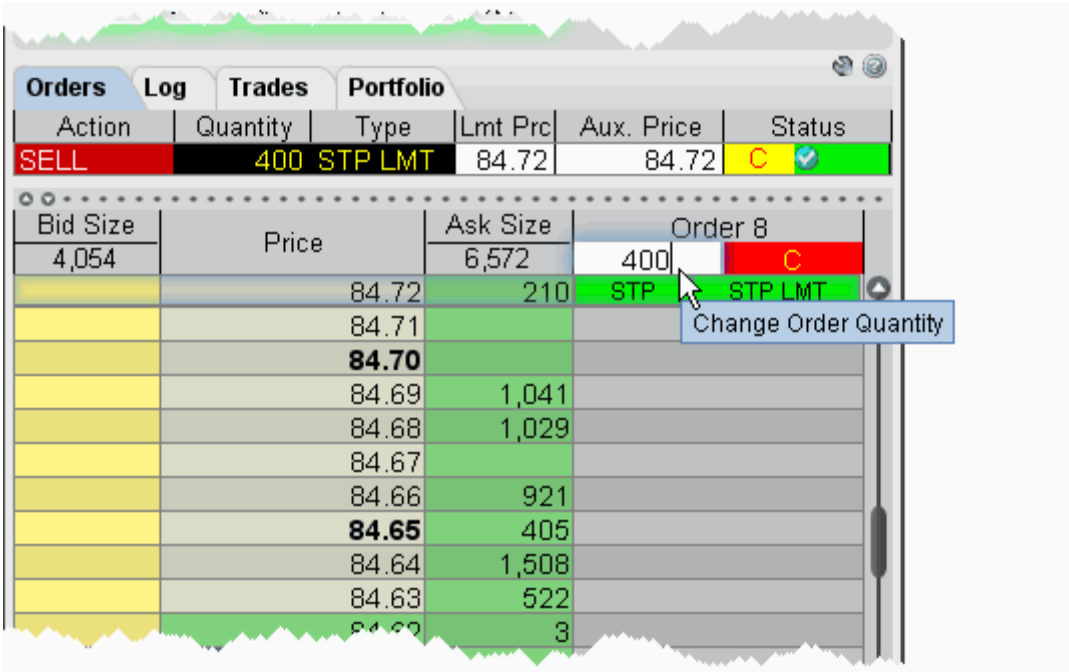 Orders Log Trades Portfolio
Action Quantity Type Lmt Prc Aux. Price Status
SELL 400 STP LMT 84.72 84.72 C
Bid Size Price Ask Size Order 8
4,054 6,572 400 C
84.72 210 STP STP LMT
84.71 Change Order Quantity
84.70
84.69 1,041
84.68 1,029
84.67
84.66 921
84.65 405
84.64 1,508
84.63 522
84.62 3